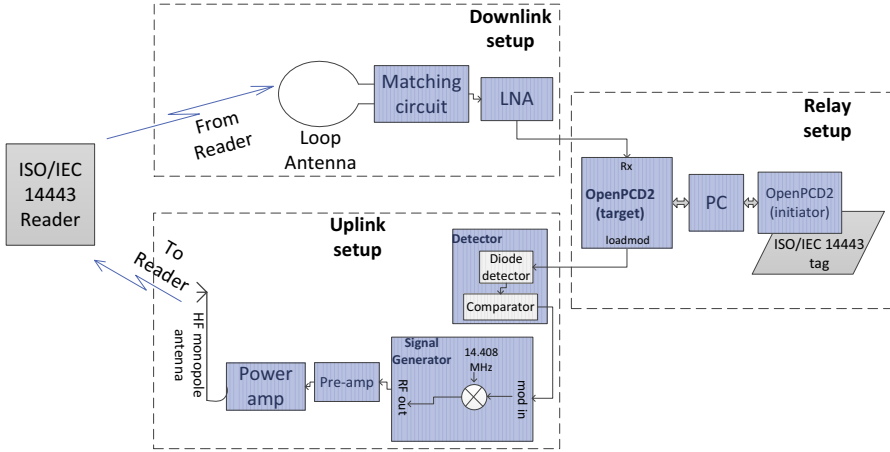 Downlink
setup
Matching
circuit
LNA
From
Reader
Loop
Antenna
Relay
setup
ISO/IEC
14443
Reader
Rx
OpenPCD2
(target)
loadmod
PC
OpenPCD2
(initiator)
ISO/IEC 14443
tag
Uplink
setup
To
Reader
Detector
Diode
detector
Comparator
HF monopole
antenna
Power
amp
Pre-amp
Signal
Generator
14.408
MHz
RF out
mod in